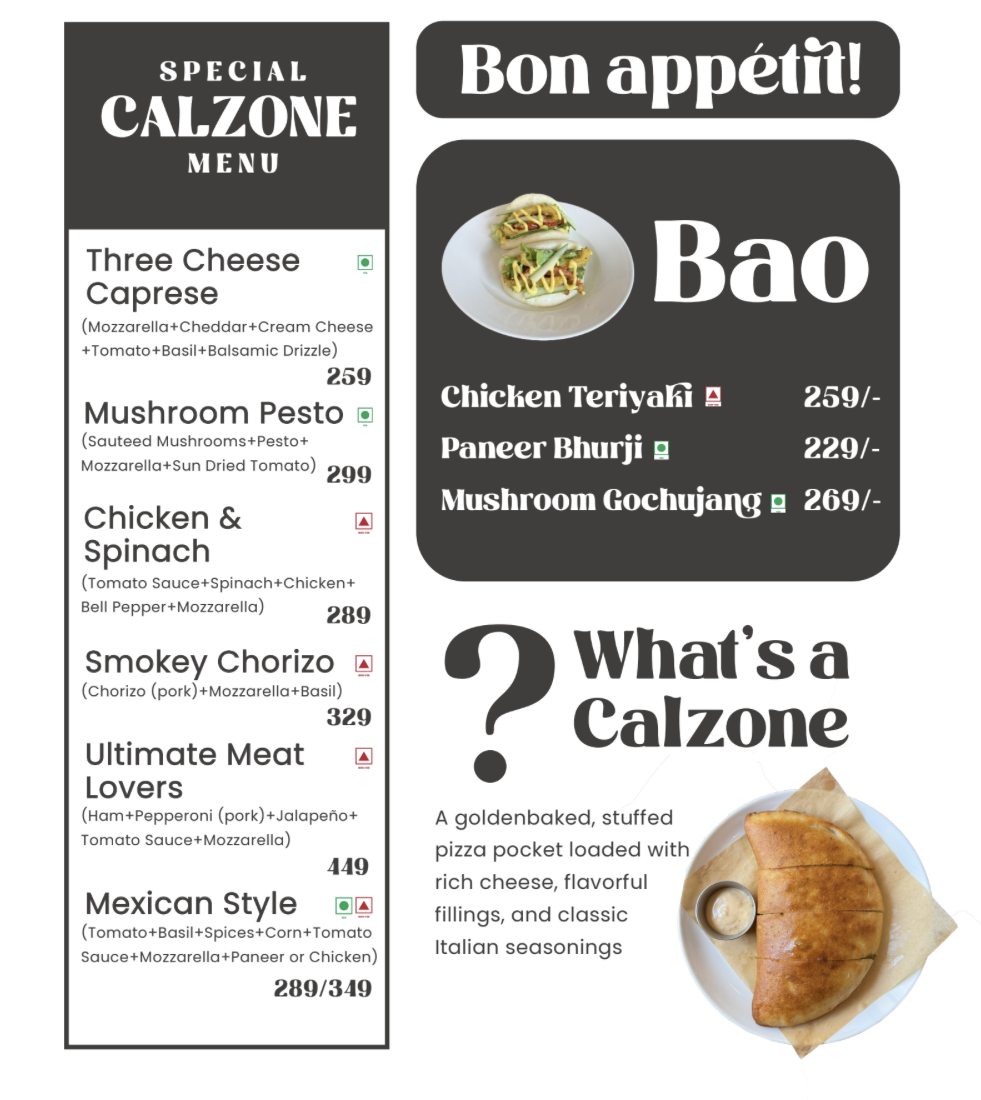 SPECIAL
CALZONE
MENU
Three Cheese
Caprese
(Mozzarella+Cheddar+Cream Cheese
+Tomato+Basil+Balsamic Drizzle)
259
Mushroom Pesto
(Sauteed Mushrooms+Pesto+
Mozzarella+Sun Dried Tomato)
299
Chicken &
Spinach
(Tomato Sauce+Spinach+Chicken+
Bell Pepper+Mozzarella)
289
Smokey Chorizo
(Chorizo (pork)+Mozzarella+Basil)
329
Ultimate Meat
Lovers
(Ham+Pepperoni (pork)+Jalapeño+
Tomato Sauce+Mozzarella)
449
Mexican Style
(Tomato+Basil+Spices+Corn+Tomato
Sauce+Mozzarella+Paneer or Chicken)
289/349
Bon appétit!
Bao
Chicken Teriyaki 259/-
Paneer Bhurji 229/-
Mushroom Gochujang 269/-
? What's a
Calzone
A goldenbaked, stuffed
pizza pocket loaded with
rich cheese, flavorful
fillings, and classic
Italian seasonings